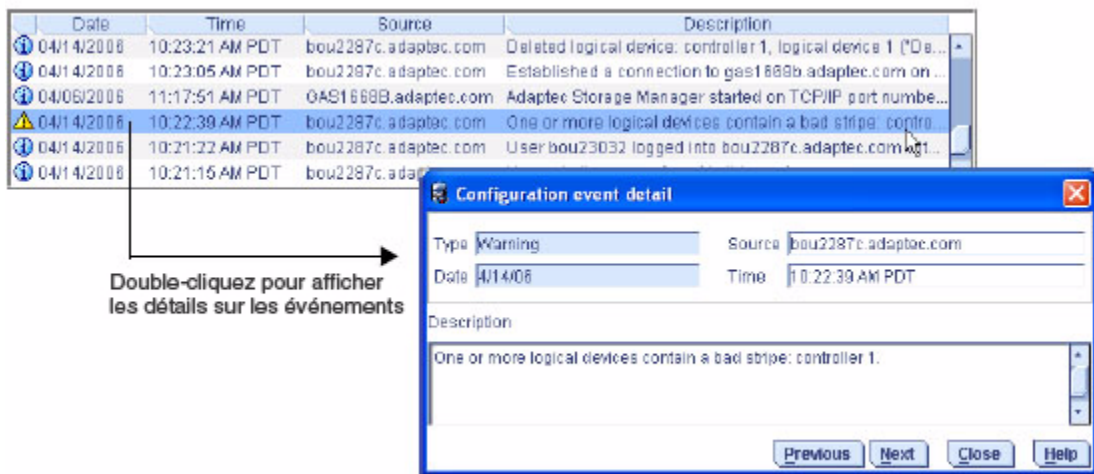 Date Time Source Description
04/14/2006 10:23:21 AM PDT bou2287c.adaptec.com Deleted logical device: controller 1, logical device 1 ("De...
04/14/2006 10:23:05 AM PDT bou2287c.adaptec.com Established a connection to gas1668b.adaptec.com on ...
04/06/2006 11:17:51 AM PDT GAS1668B.adaptec.com Adaptec Storage Manager started on TCP/IP port numbe...
04/14/2006 10:22:39 AM PDT bou2287c.adaptec.com One or more logical devices contain a bad stripe: contro...
04/14/2006 10:21:22 AM PDT bou2287c.adaptec.com User bou23032 logged into bou2287c.adaptec.com
04/14/2006 10:21:15 AM PDT
Configuration event detail
Type Warning Source bou2287c.adaptec.com
Date 4/14/06 Time 10:22:39 AM PDT
Double-cliquez pour afficher
les détails sur les événements
Description
One or more logical devices contain a bad stripe: controller 1.
Previous Next Close Help